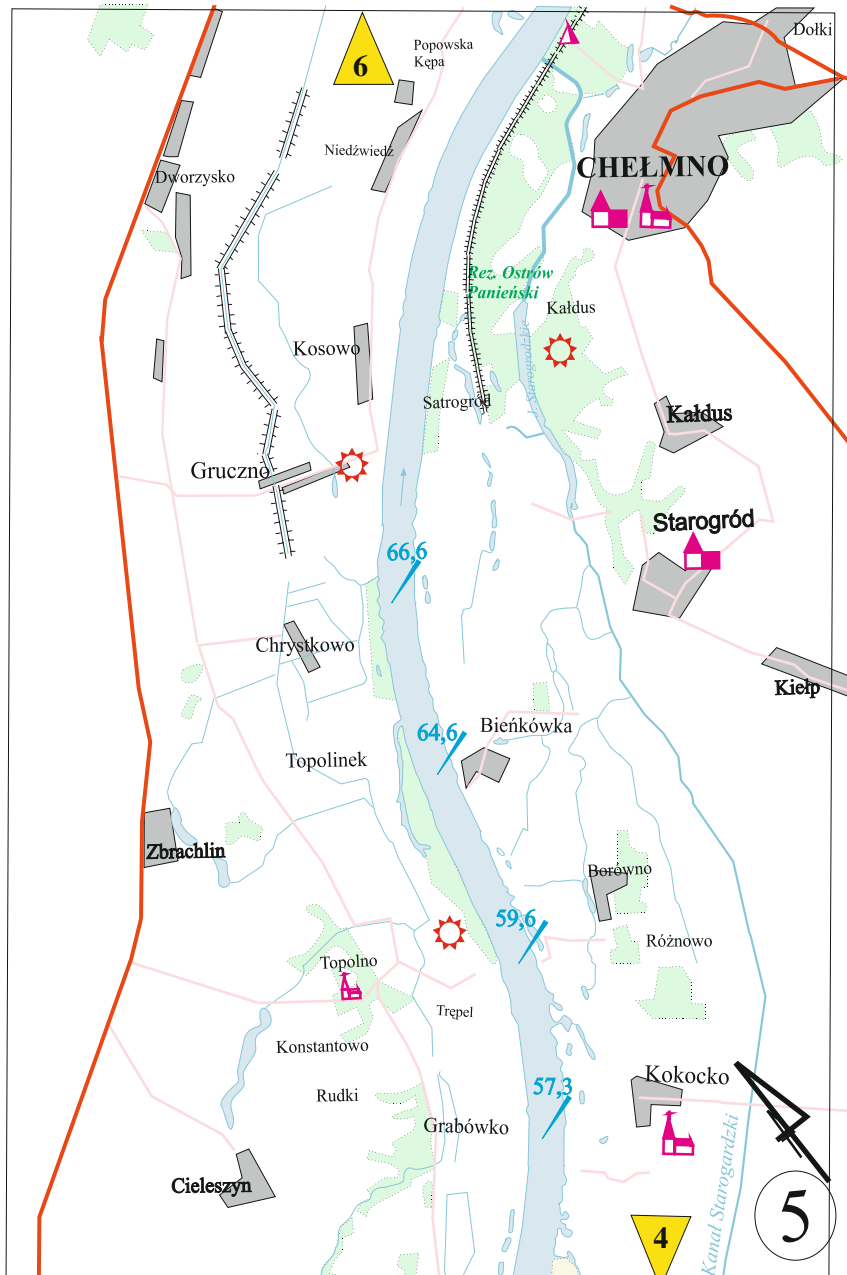 Dołki
Popowska
Kępa
6
Niedźwiedź
CHEŁMNO
Dworzysko
Rez. Ostrów
Panieński
Kałdus
J. Starogrodzkie
Kosowo
Satrogród
Kałdus
Gruczno
Starogród
66,6
Chrystkowo
Kiełp
Bieńkówka
64,6
Topolinek
Zbrachlin
Borówno
59,6
Różnowo
Topolno
Trępel
Konstantowo
Kokocko
57,3
Rudki
Grabówko
Kanał Starogardzki
Cieleszyn
5
4